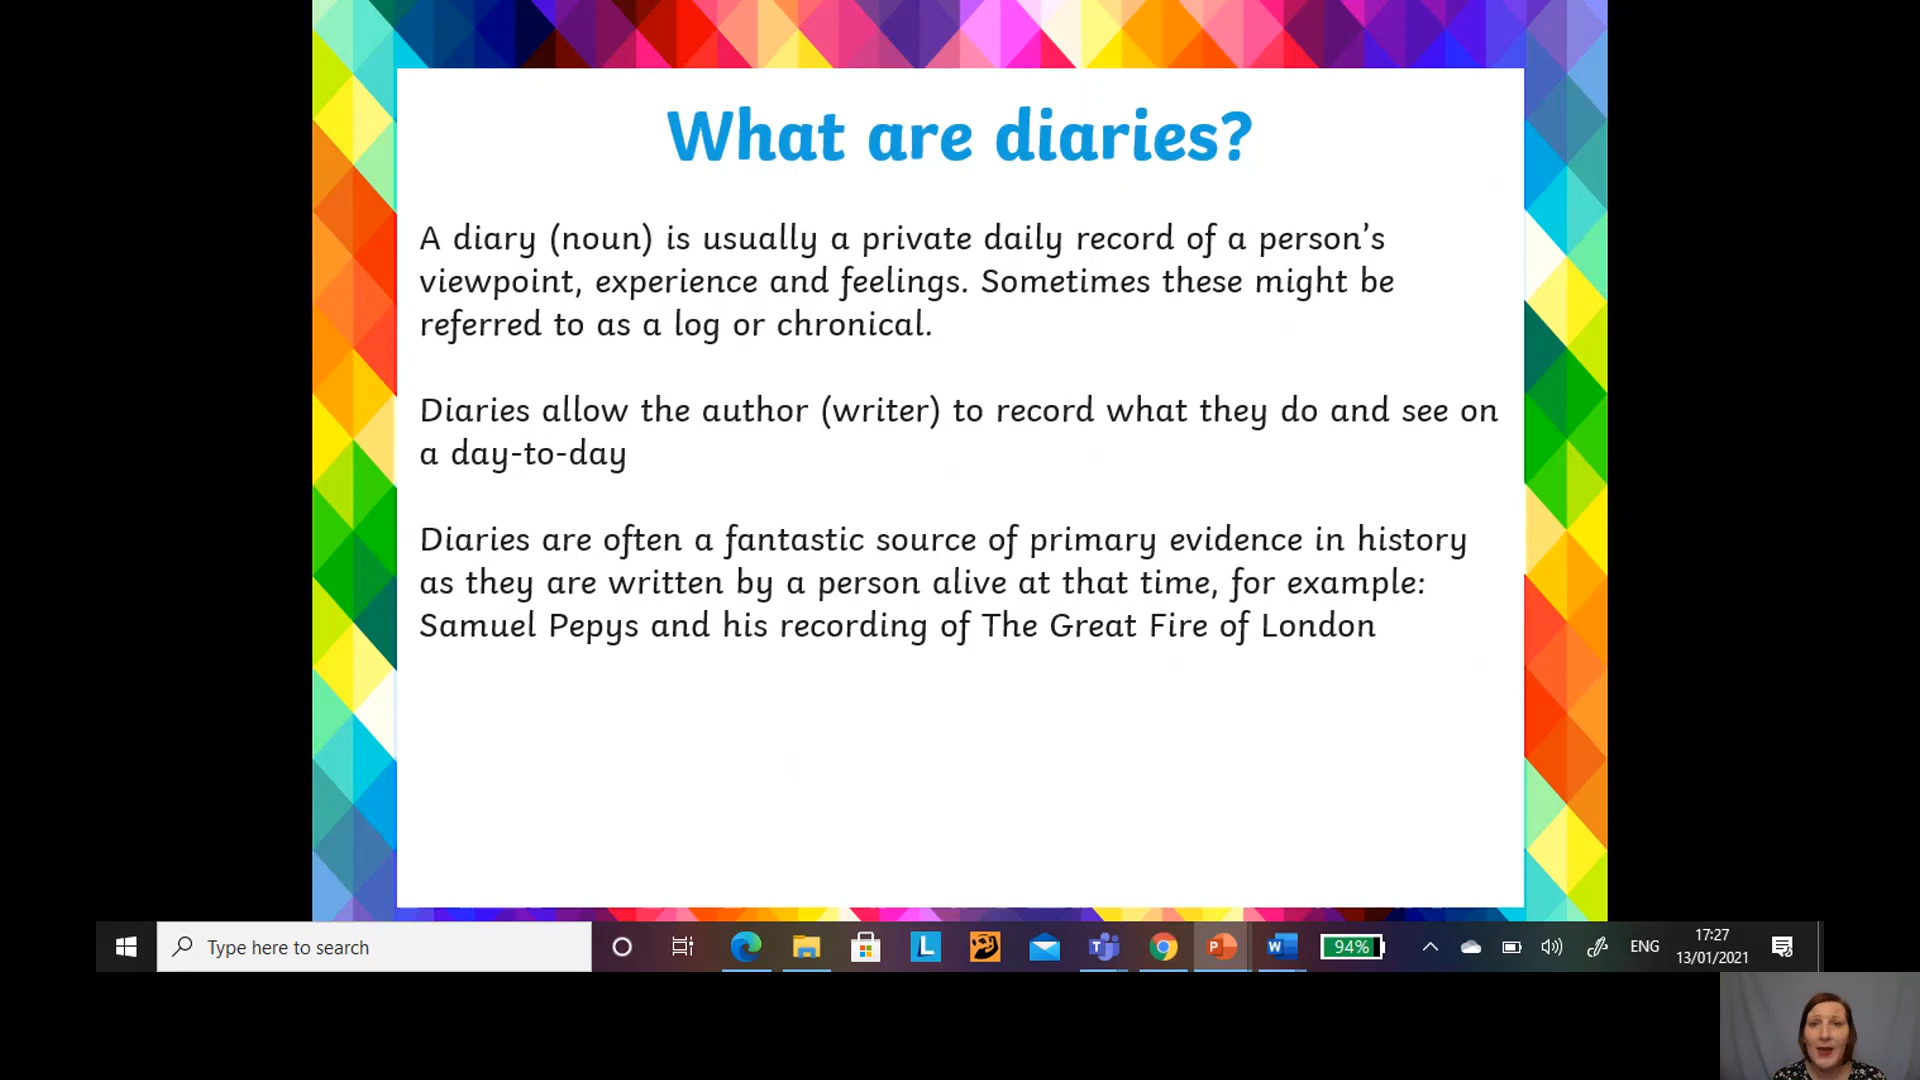 What are diaries?
A diary (noun) is usually a private daily record of a person's
viewpoint, experience and feelings. Sometimes these might be
referred to as a log or chronical.
Diaries allow the author (writer) to record what they do and see on
a day-to-day
Diaries are often a fantastic source of primary evidence in history
as they are written by a person alive at that time, for example:
Samuel Pepys and his recording of The Great Fire of London
Type here to search
L
94%
ENG
17:27
13/01/2021